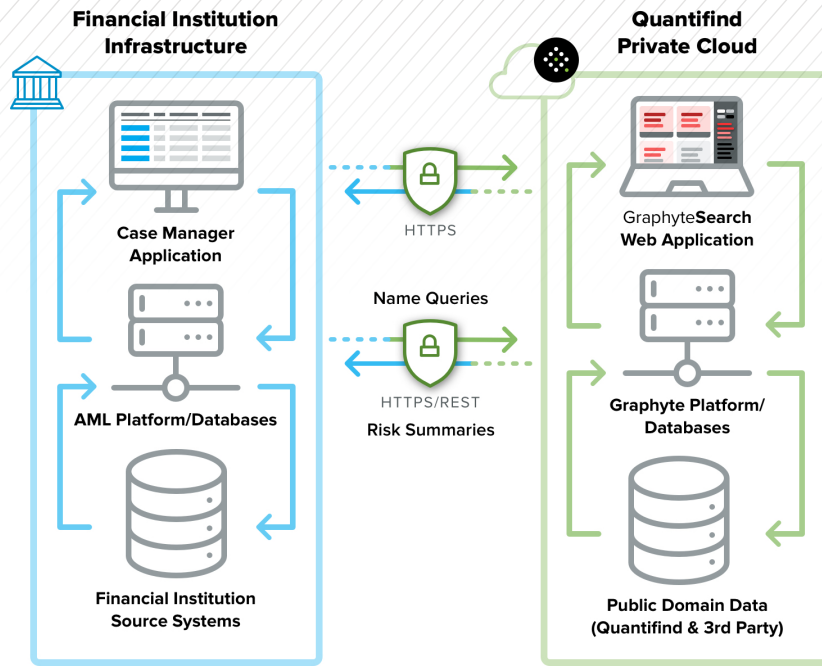 Financial Institution
Infrastructure
Quantifind
Private Cloud
Case Manager
Application
HTTPS
GraphyteSearch
Web Application
Name Queries
HTTPS/REST
Risk Summaries
AML Platform/Databases
Graphyte Platform/
Databases
Financial Institution
Source Systems
Public Domain Data
(Quantifind & 3rd Party)